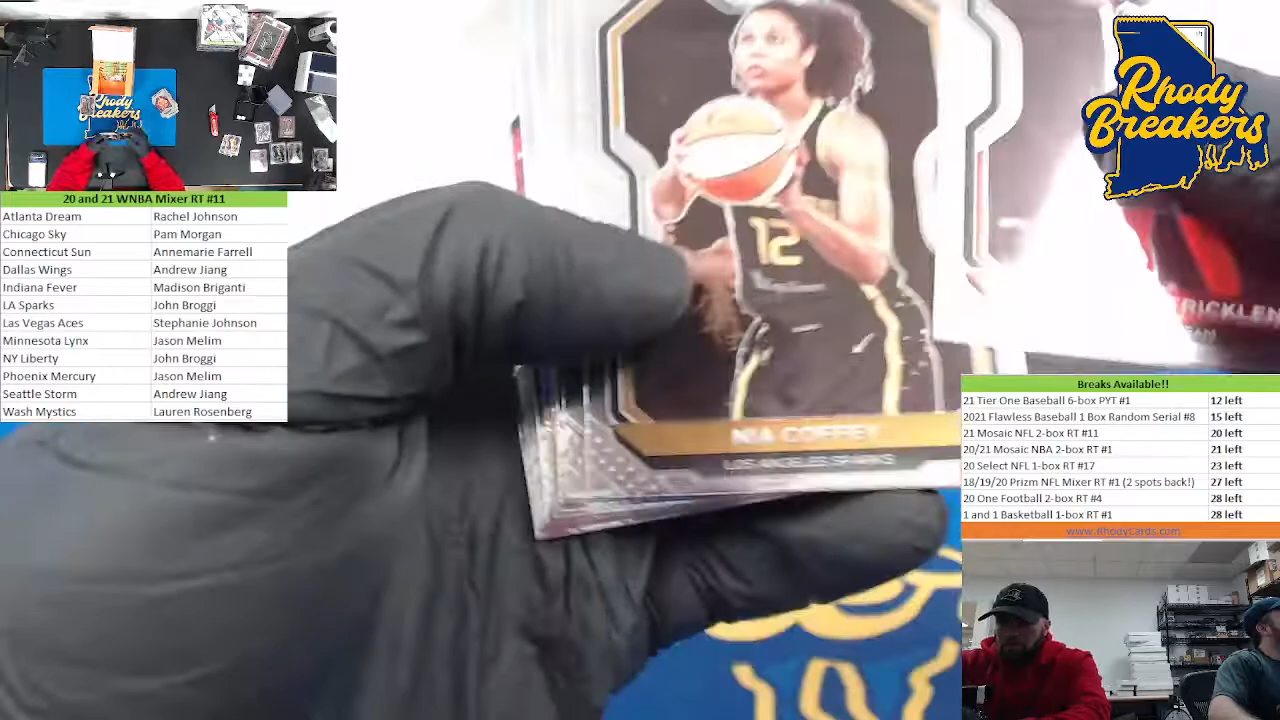 Rhody
Breakers
Rhody
Breakers
20 and 21 WNBA Mixer RT #11
Atlanta Dream Rachel Johnson
Chicago Sky Pam Morgan
Connecticut Sun Annemarie Farrell
Dallas Wings Andrew Jiang
Indiana Fever Madison Briganti
LA Sparks John Broggi
Las Vegas Aces Stephanie Johnson
Minnesota Lynx Jason Melim
NY Liberty John Broggi
Phoenix Mercury Jason Melim
Seattle Storm Andrew Jiang
Wash Mystics Lauren Rosenberg
12
NIA COFFEY
LOS ANGELES SPARKS
Breaks Available!!
21 Tier One Baseball 6-box PYT #1 12 left
2021 Flawless Baseball 1 Box Random Serial #8 15 left
21 Mosaic NFL 2-box RT #11 20 left
20/21 Mosaic NBA 2-box RT #1 21 left
20 Select NFL 1-box RT #17 23 left
18/19/20 Prizm NFL Mixer RT #1 (2 spots back!) 27 left
20 One Football 2-box RT #4 28 left
1 and 1 Basketball 1-box RT #1 28 left
www.RhodyCards.com